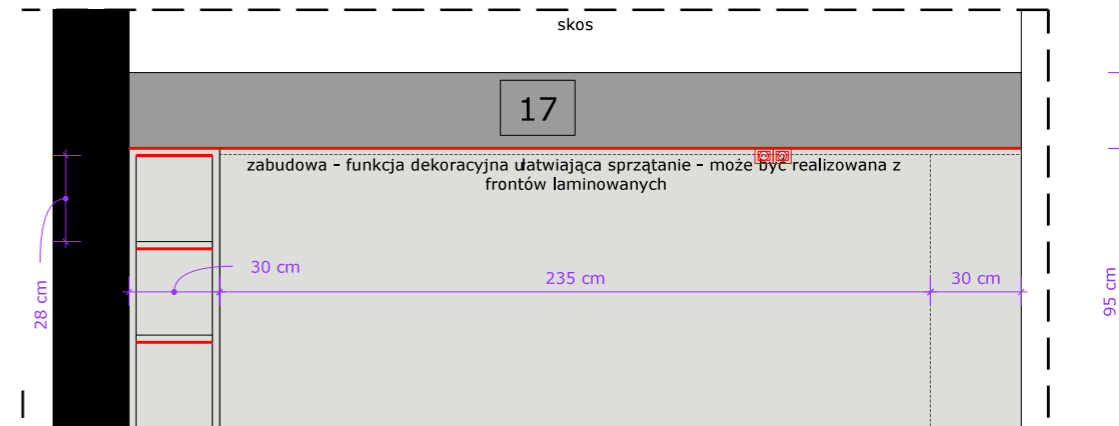 skos
17
zabudowa - funkcja dekoracyjna ułatwiająca sprzątanie - może być realizowana z
frontów laminowanych
30 cm
235 cm
30 cm
28 cm
95 cm